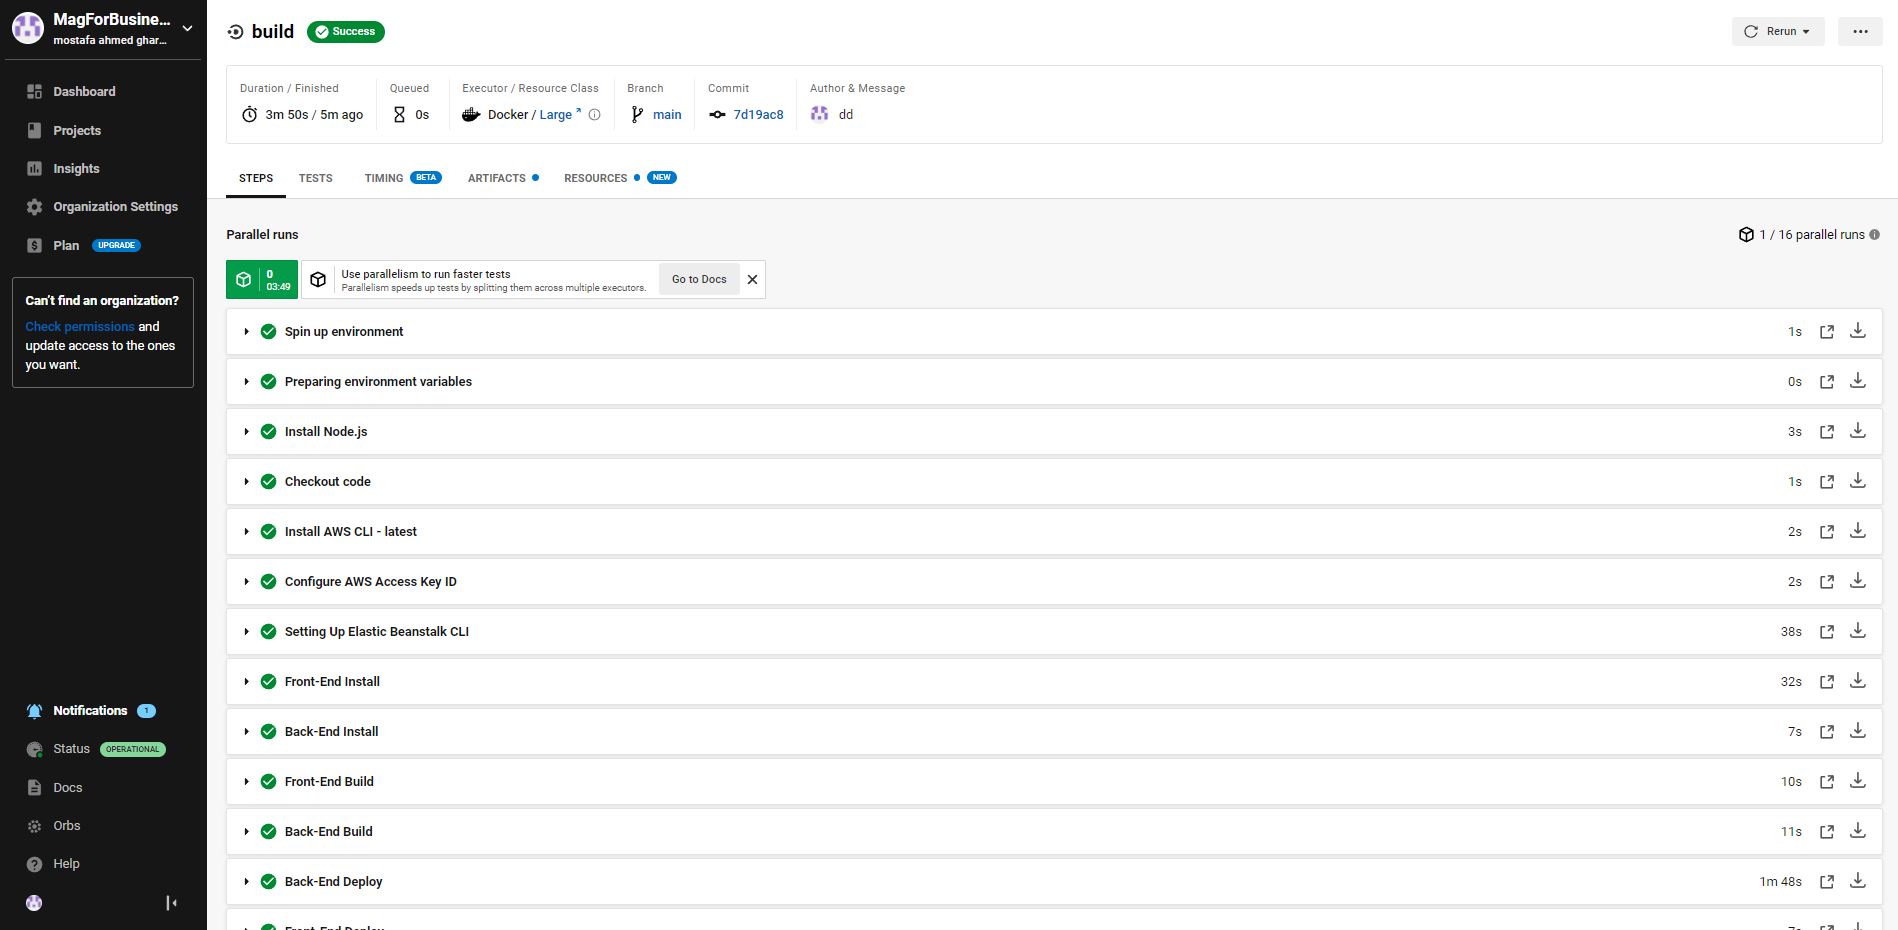 MagForBusine...
mostafa ahmed ghar...
Dashboard
Projects
Insights
Organization Settings
Plan UPGRADE
Can't find an organization?
Check permissions and
update access to the ones
you want.
Notifications 1
Status OPERATIONAL
Docs
Orbs
Help
build Success
Rerun
Duration / Finished
3m 50s / 5m ago
Queued
0s
Executor / Resource Class
Docker / Large
Branch
main
Commit
7d19ac8
Author & Message
dd
STEPS TESTS TIMING BETA ARTIFACTS RESOURCES NEW
Parallel runs
1 / 16 parallel runs
0
03:49
Use parallelism to run faster tests
Parallelism speeds up tests by splitting them across multiple executors.
Go to Docs
Spin up environment 1s
Preparing environment variables 0s
Install Node.js 3s
Checkout code 1s
Install AWS CLI - latest 2s
Configure AWS Access Key ID 2s
Setting Up Elastic Beanstalk CLI 38s
Front-End Install 32s
Back-End Install 7s
Front-End Build 10s
Back-End Build 11s
Back-End Deploy 1m 48s
Front-End Deploy 7s